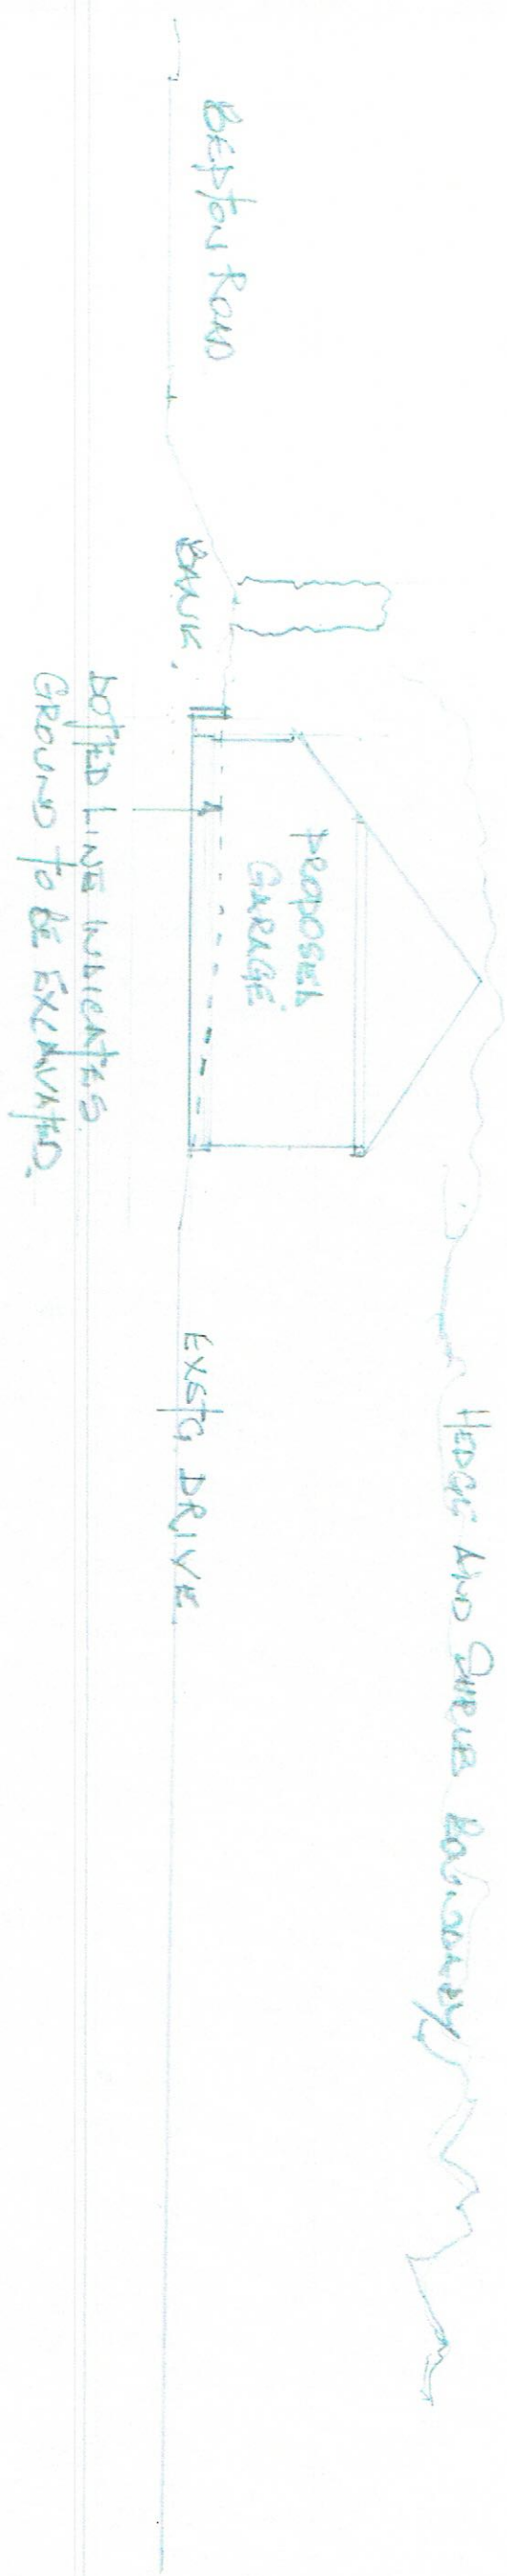 BEPTON ROAD
BANK.
PROPOSED
GARAGE
DOTTED LINE INDICATES
GROUND TO BE EXCAVATED.
EXSTG DRIVE
HEDGE AND SHRUB BOUNDARY